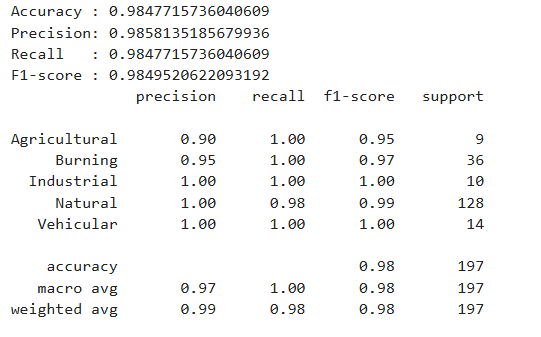 Accuracy : 0.9847715736040609
Precision: 0.9858135185679936
Recall   : 0.9847715736040609
F1-score : 0.9849520622093192
              precision    recall  f1-score   support

Agricultural       0.90      1.00      0.95         9
     Burning       0.95      1.00      0.97        36
  Industrial       1.00      1.00      1.00        10
     Natural       1.00      0.98      0.99       128
   Vehicular       1.00      1.00      1.00        14

    accuracy                           0.98       197
   macro avg       0.97      1.00      0.98       197
weighted avg       0.99      0.98      0.98       197